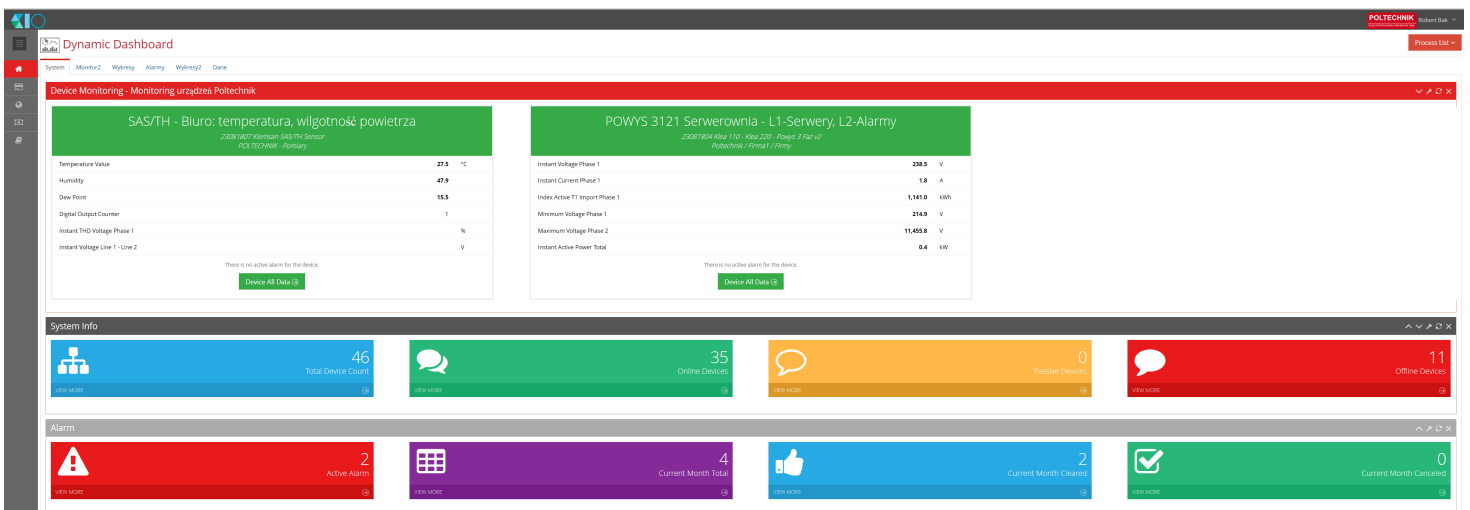 POLTECHNIK Robert Bak
Dynamic Dashboard
Process List
System Monitor2 Wykresy Alarmy Wykresy2 Dane
Device Monitoring - Monitoring urządzeń Poltechnik
SAS/TH - Biuro: temperatura, wilgotność powietrza
23081807 Klemsan SAS/TH Sensor
POLTECHNIK - Pomiary
Temperature Value 27.5 °C
Humidity 47.9
Dew Point 15.5
Digital Output Counter 1
Instant THD Voltage Phase 1 %
Instant Voltage Line 1 - Line 2 V
There is no active alarm for the device.
Device All Data
POWYS 3121 Serwerownia - L1-Serwery, L2-Alarmy
23081804 Klea 110 - Klea 220 - Powys 3 Faz v2
Poltechnik / Firma1 / Firmy
Instant Voltage Phase 1 238.5 V
Instant Current Phase 1 1.8 A
Index Active T1 Import Phase 1 1,141.0 kWh
Minimum Voltage Phase 1 214.9 V
Maximum Voltage Phase 2 11,455.8 V
Instant Active Power Total 0.4 kW
There is no active alarm for the device.
Device All Data
System Info
46
Total Device Count
VIEW MORE
35
Online Devices
VIEW MORE
0
Passive Devices
VIEW MORE
11
Offline Devices
VIEW MORE
Alarm
2
Active Alarm
VIEW MORE
4
Current Month Total
VIEW MORE
2
Current Month Cleared
VIEW MORE
0
Current Month Canceled
VIEW MORE